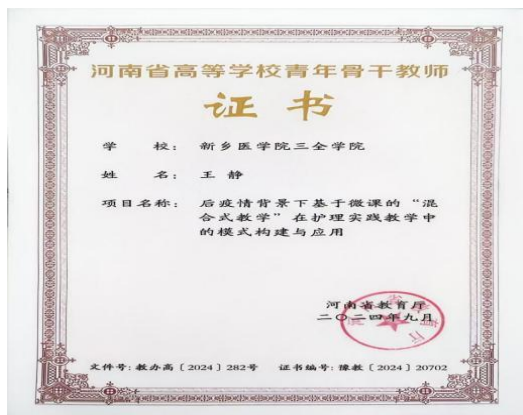 河南省高等学校青年骨干教师
证书
学校：新乡医学院三全学院
姓名：王静
项目名称：后疫情背景下基于微课的“混
合式教学”在护理实践教学中
的模式构建与应用
河南省教育厅
二〇二四年九月
文件号：教办高〔2024〕282号 证书编号：豫教〔2024〕20702